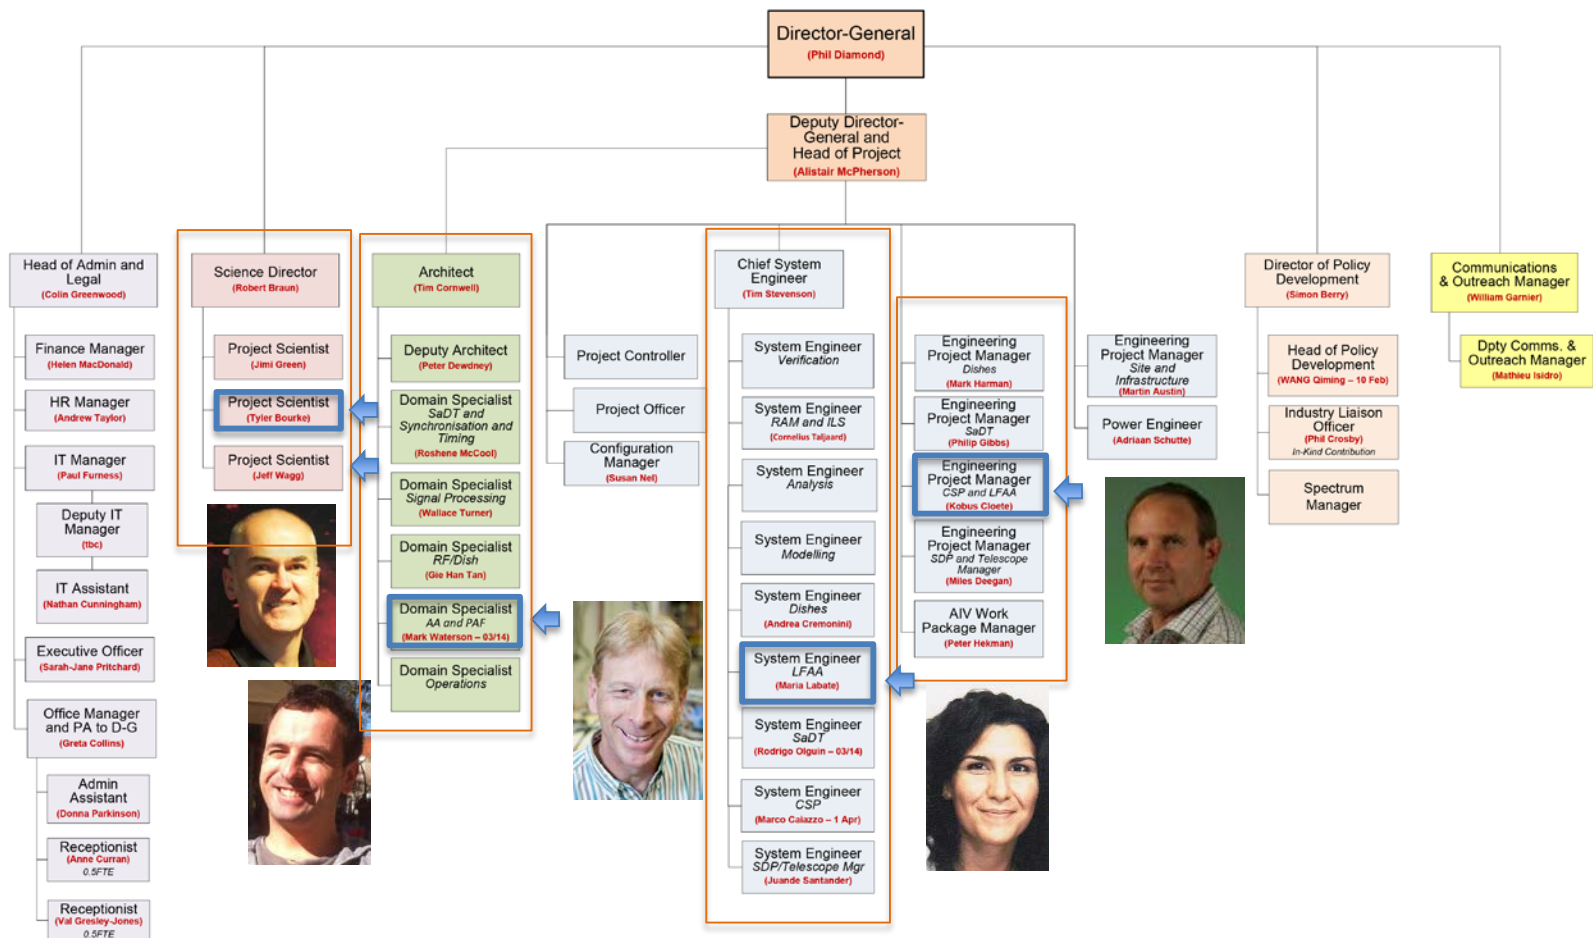 Director-General
(Phil Diamond)
Deputy Director-
General and
Head of Project
(Alistair McPherson)
Head of Admin and
Legal
(Colin Greenwood)
Finance Manager
(Helen MacDonald)
HR Manager
(Andrew Taylor)
IT Manager
(Paul Furness)
Deputy IT
Manager
(tbc)
IT Assistant
(Nathan Cunningham)
Executive Officer
(Sarah-Jane Pritchard)
Office Manager
and PA to D-G
(Greta Collins)
Admin
Assistant
(Donna Parkinson)
Receptionist
(Anne Curran)
0.5FTE
Receptionist
(Val Gresley-Jones)
0.5FTE
Science Director
(Robert Braun)
Project Scientist
(Jimi Green)
Project Scientist
(Tyler Bourke)
Project Scientist
(Jeff Wagg)
Architect
(Tim Cornwell)
Deputy Architect
(Peter Dewdney)
Domain Specialist
SaDT and
Synchronisation and
Timing
(Roshene McCool)
Domain Specialist
Signal Processing
(Wallace Turner)
Domain Specialist
RF/Dish
(Gie Han Tan)
Domain Specialist
AA and PAF
(Mark Waterson – 03/14)
Domain Specialist
Operations
Project Controller
Project Officer
Configuration
Manager
(Susan Nel)
Chief System
Engineer
(Tim Stevenson)
System Engineer
Verification
System Engineer
RAM and ILS
(Cornelius Taljaard)
System Engineer
Analysis
System Engineer
Modelling
System Engineer
Dishes
(Andrea Cremonini)
System Engineer
LFAA
(Maria Labate)
System Engineer
SaDT
(Rodrigo Olguin – 03/14)
System Engineer
CSP
(Marco Caiazzo – 1 Apr)
System Engineer
SDP/Telescope Mgr
(Juande Santander)
Engineering
Project Manager
Dishes
(Mark Harman)
Engineering
Project Manager
SaDT
(Philip Gibbs)
Engineering
Project Manager
CSP and LFAA
(Kobus Cloete)
Engineering
Project Manager
SDP and Telescope
Manager
(Miles Deegan)
AIV Work
Package Manager
(Peter Hekman)
Engineering
Project Manager
Site and
Infrastructure
(Martin Austin)
Power Engineer
(Adriaan Schutte)
Director of Policy
Development
(Simon Berry)
Head of Policy
Development
(WANG Qiming – 10 Feb)
Industry Liaison
Officer
(Phil Crosby)
In-Kind Contribution
Spectrum
Manager
Communications
& Outreach Manager
(William Garnier)
Dpty Comms. &
Outreach Manager
(Mathieu Isidro)